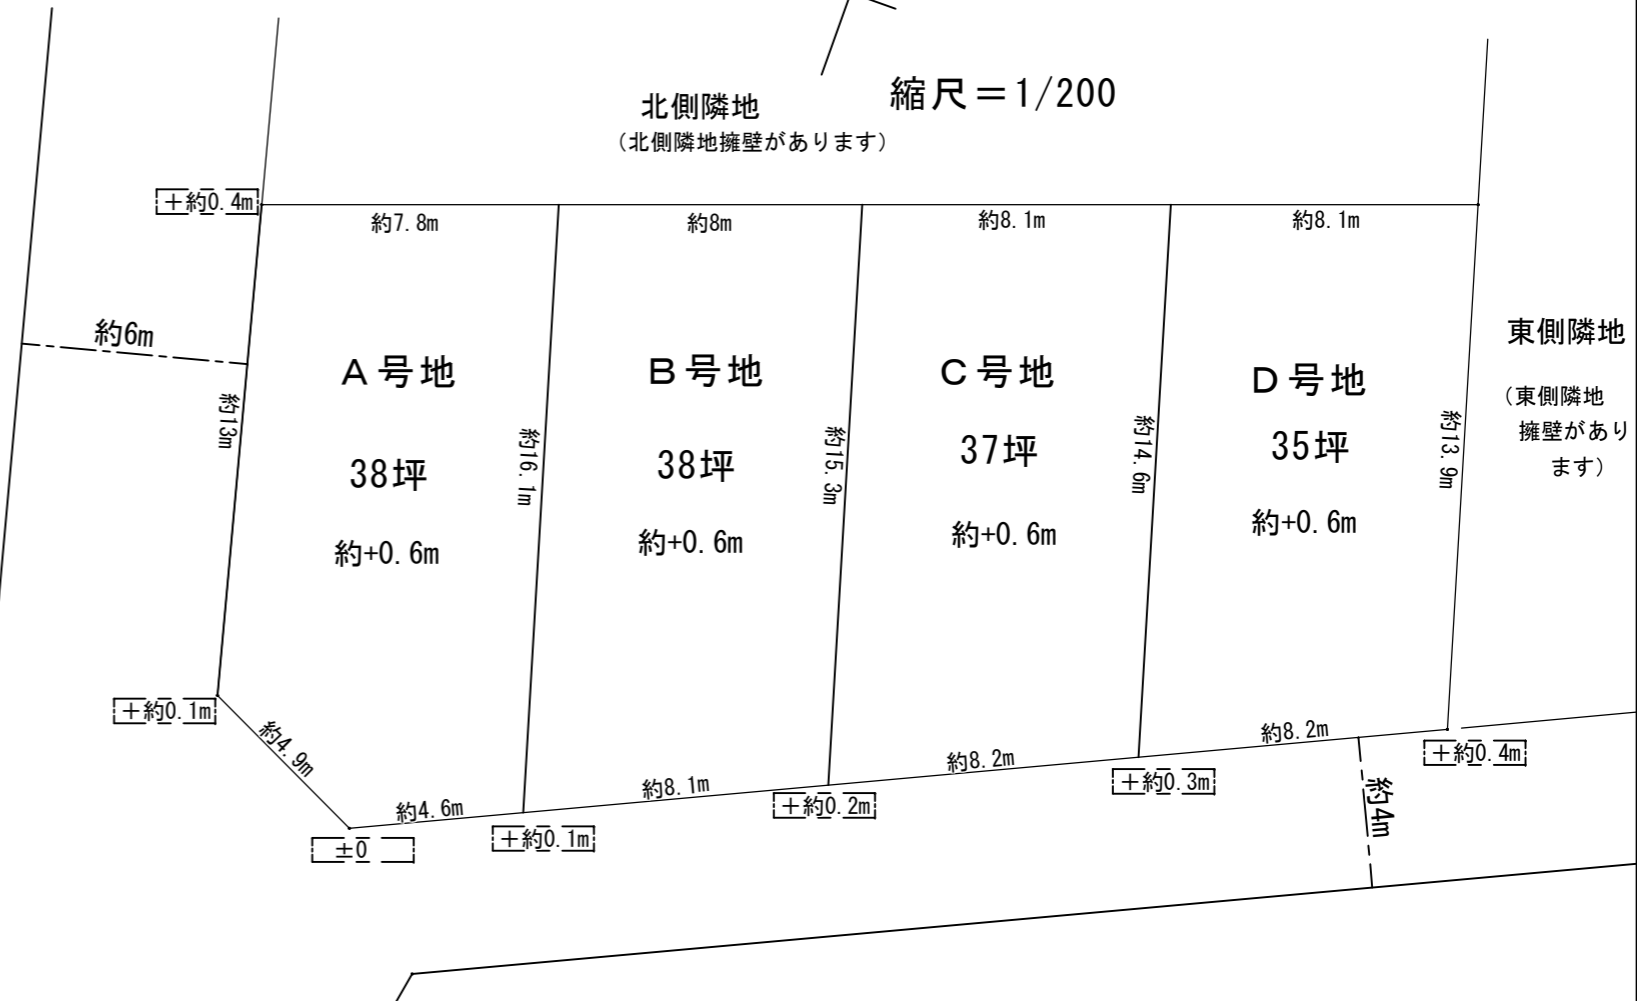 縮尺＝1/200
北側隣地
（北側隣地擁壁があります）
＋約0.4m
約7.8m
約8m
約8.1m
約8.1m
約6m
約13m
A号地
38坪
約+0.6m
約16.1m
B号地
38坪
約+0.6m
約15.3m
C号地
37坪
約+0.6m
約14.6m
D号地
35坪
約+0.6m
約13.9m
東側隣地
（東側隣地
擁壁があり
ます）
＋約0.1m
約4.9m
約4.6m
約8.1m
約8.2m
約8.2m
±0
＋約0.1m
＋約0.2m
＋約0.3m
＋約0.4m
約4m